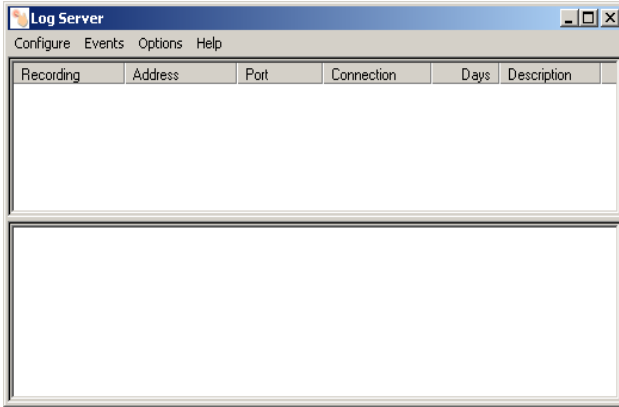 Log Server
Configure Events Options Help
Recording Address Port Connection Days Description